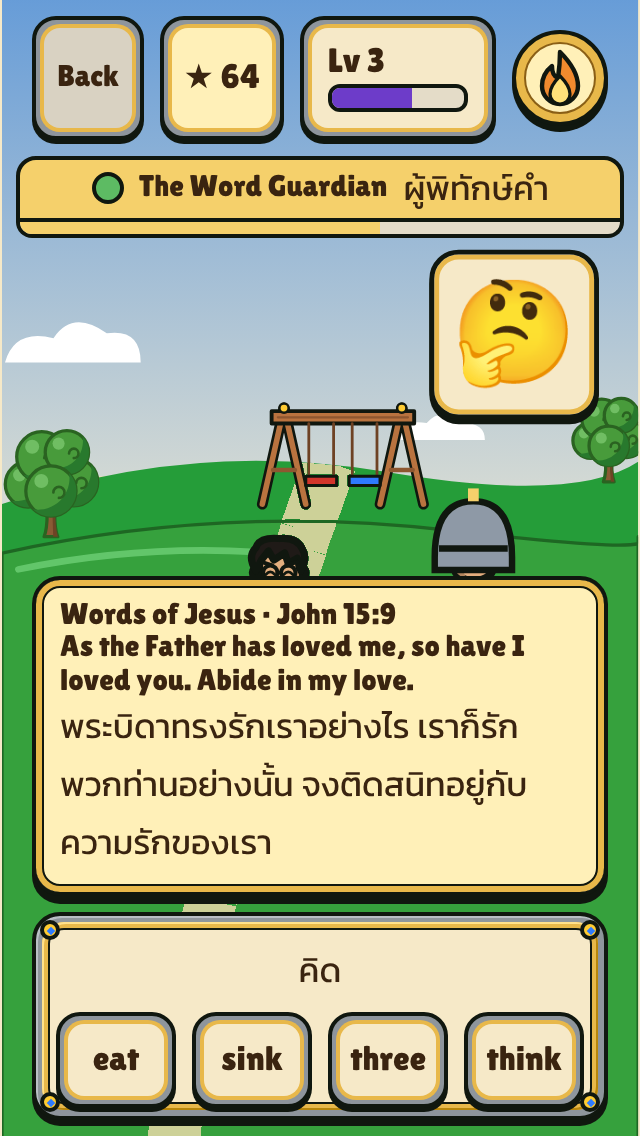 Back
★ 64
Lv 3
The Word Guardian ผู้พิทักษ์คำ
Words of Jesus · John 15:9
As the Father has loved me, so have I
loved you. Abide in my love.
พระบิดาทรงรักเราอย่างไร เราก็รัก
พวกท่านอย่างนั้น จงติดสนิทอยู่กับ
ความรักของเรา
คิด
eat
sink
three
think